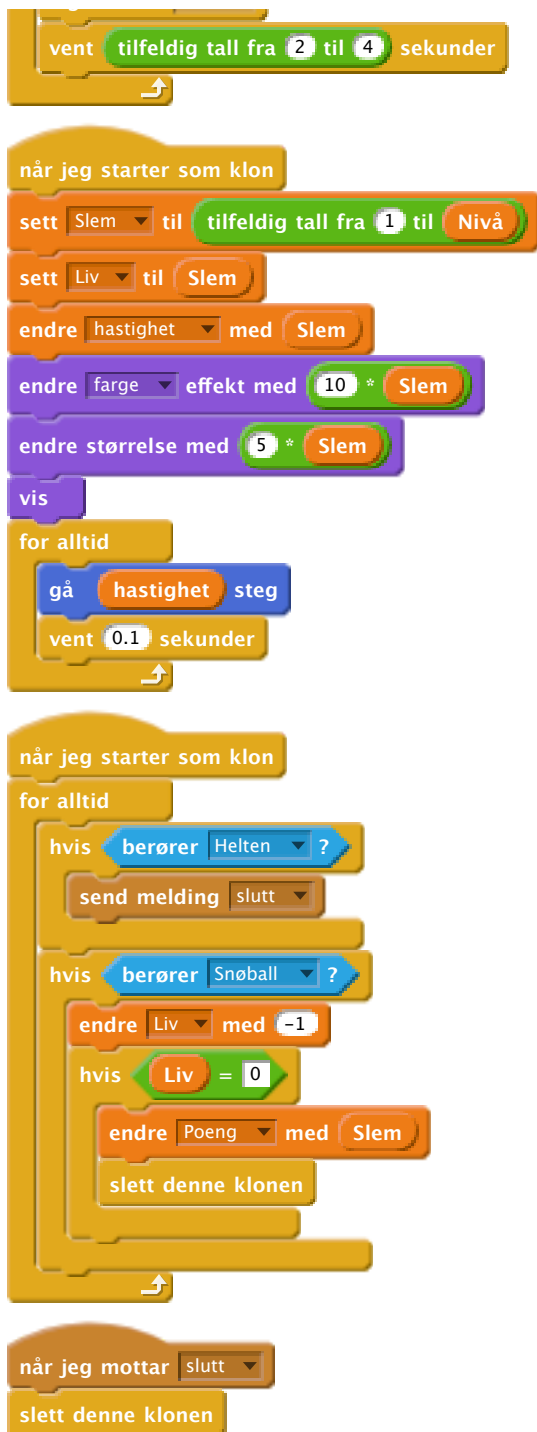 vent tilfeldig tall fra 2 til 4 sekunder
når jeg starter som klon
sett Slem til tilfeldig tall fra 1 til Nivå
sett Liv til Slem
endre hastighet med Slem
endre farge effekt med 10 * Slem
endre størrelse med 5 * Slem
vis
for alltid
gå hastighet steg
vent 0.1 sekunder
når jeg starter som klon
for alltid
hvis berører Helten ?
send melding slutt
hvis berører Snøball ?
endre Liv med -1
hvis Liv = 0
endre Poeng med Slem
slett denne klonen
når jeg mottar slutt
slett denne klonen